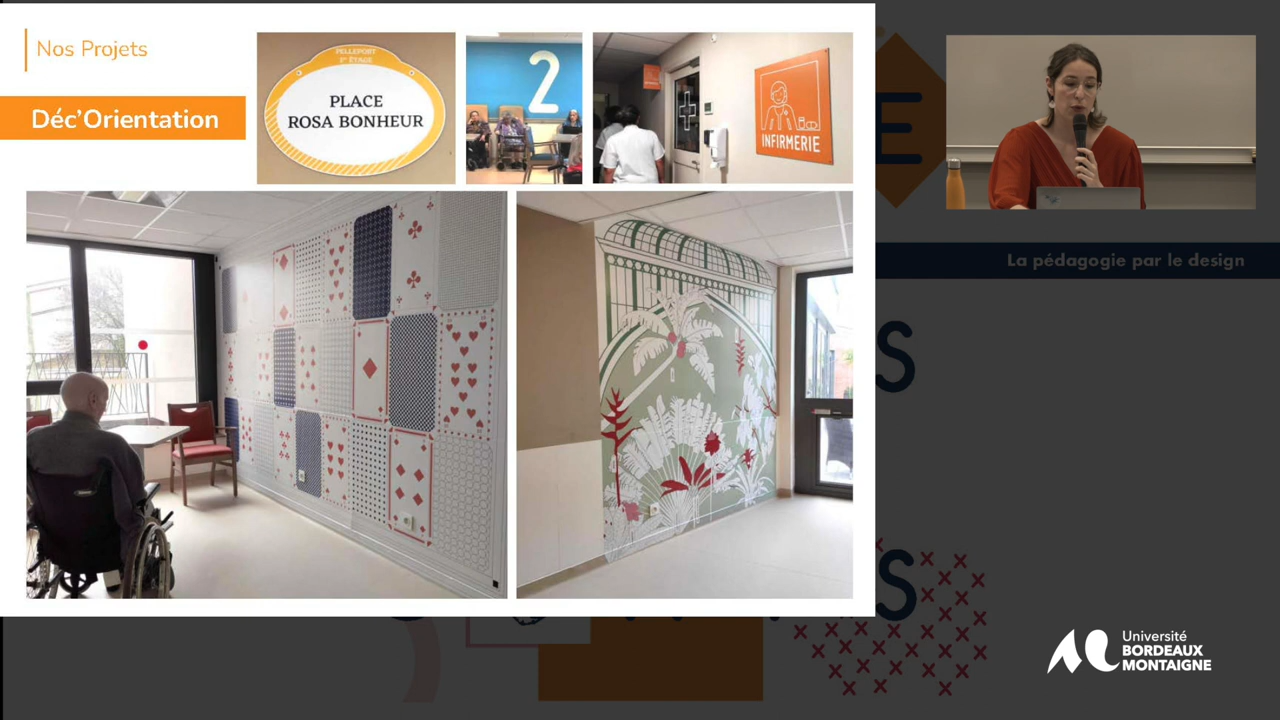 Nos Projets
Déc'Orientation
PELLEPORT
PLACE
ROSA BONHEUR
2
INFIRMERIE
E
La pédagogie par le design
S
S
Université
BORDEAUX
MONTAIGNE